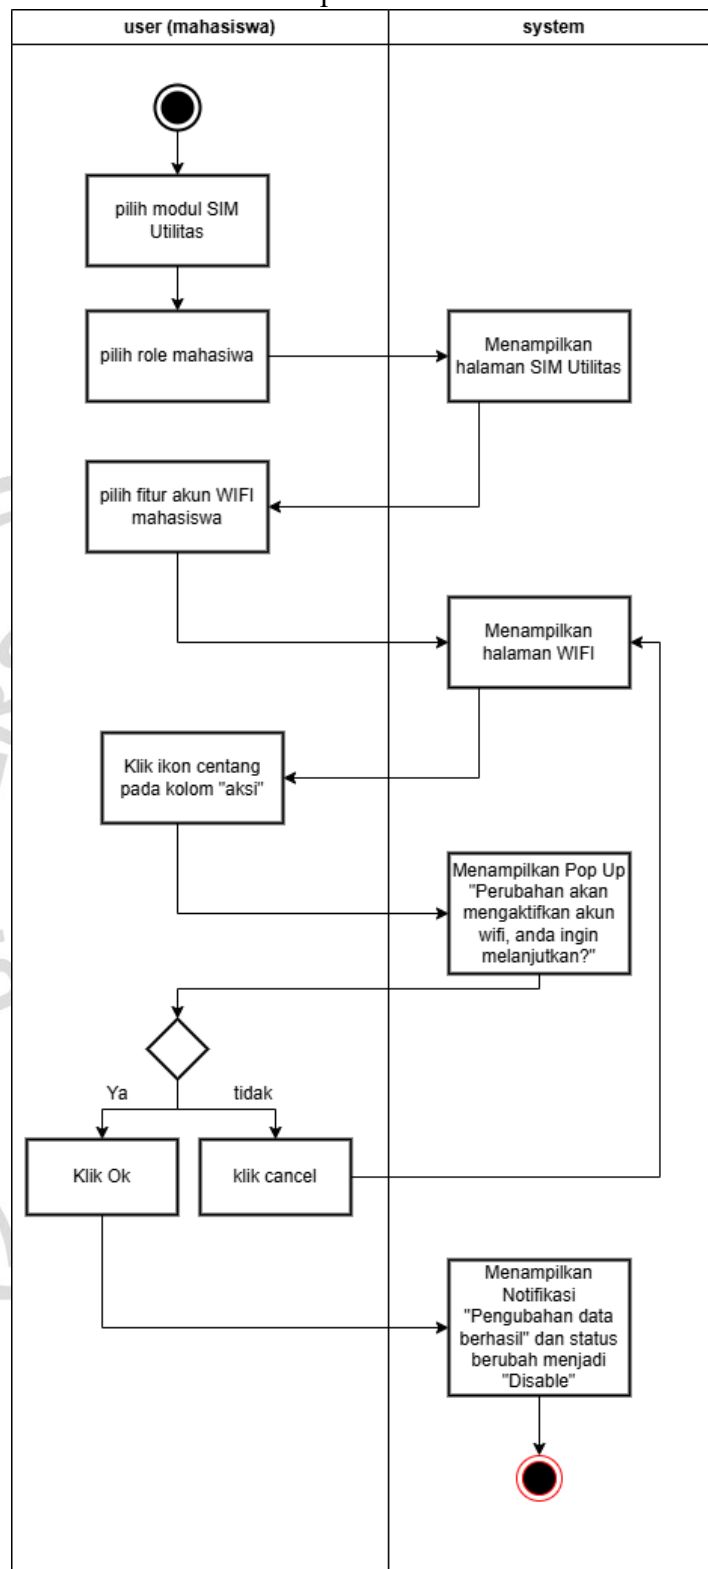 user (mahasiswa)
system
pilih modul SIM
Utilitas
pilih role mahasiwa
Menampilkan
halaman SIM Utilitas
pilih fitur akun WIFI
mahasiswa
Menampilkan
halaman WIFI
Klik ikon centang
pada kolom "aksi"
Menampilkan Pop Up
"Perubahan akan
mengaktifkan akun
wifi, anda ingin
melanjutkan?"
Ya
tidak
Klik Ok
klik cancel
Menampilkan
Notifikasi
"Pengubahan data
berhasil" dan status
berubah menjadi
"Disable"